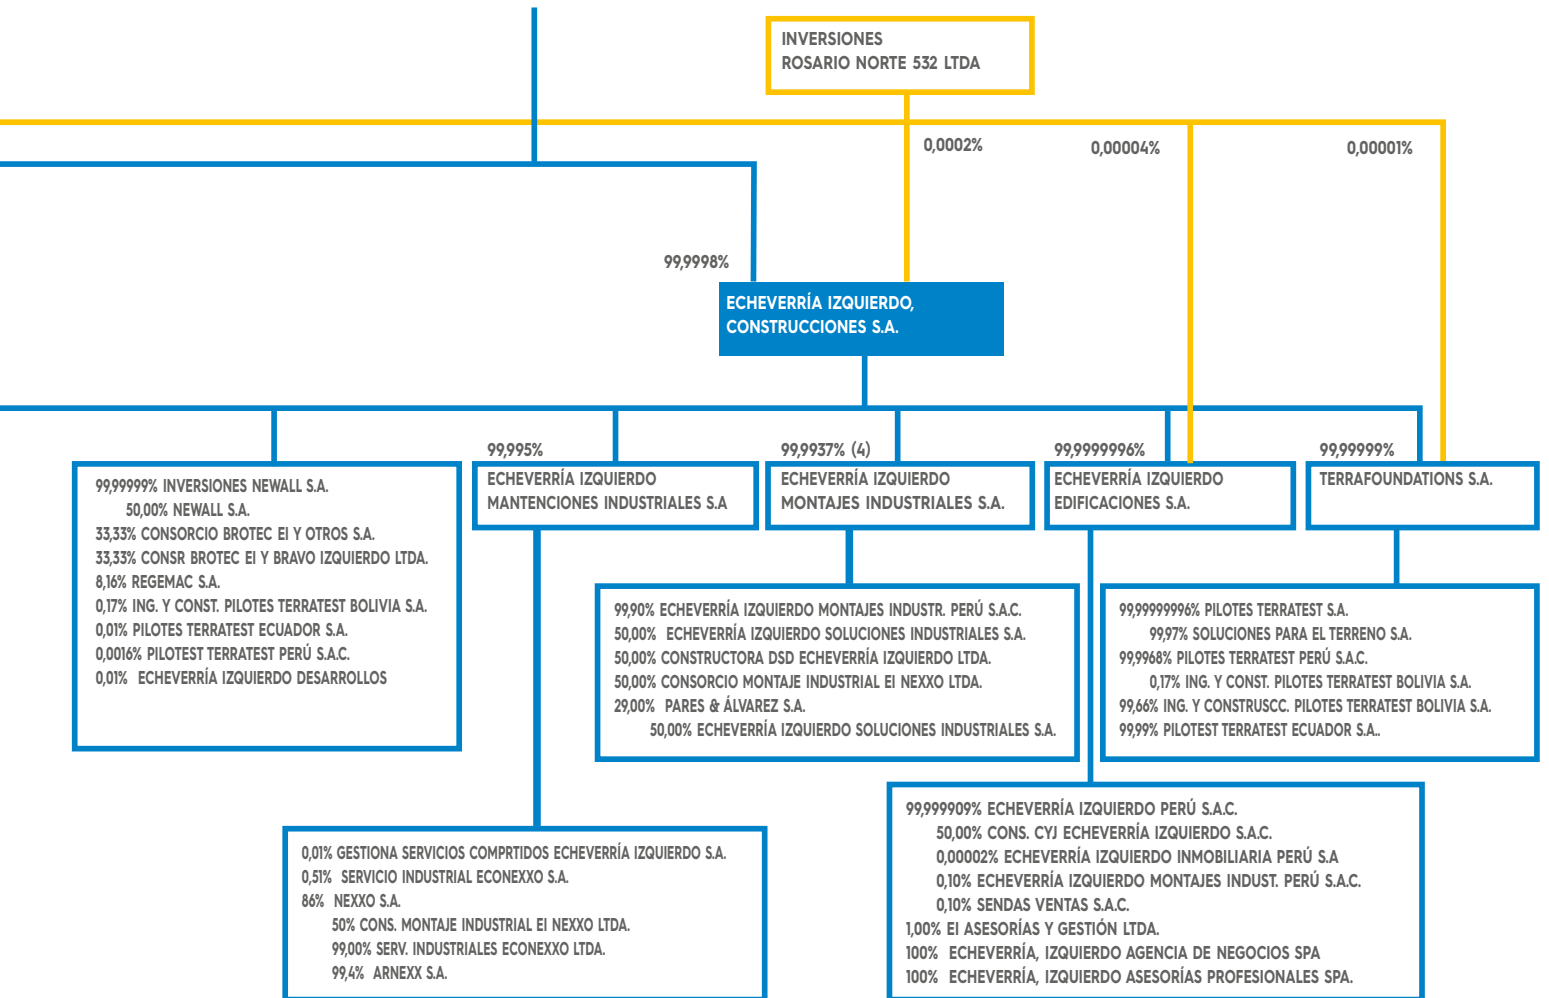 INVERSIONES
ROSARIO NORTE 532 LTDA
0,0002%
0,00004%
0,00001%
99,9998%
ECHEVERRÍA IZQUIERDO,
CONSTRUCCIONES S.A.
99,99999% INVERSIONES NEWALL S.A.
50,00% NEWALL S.A.
33,33% CONSORCIO BROTEC EI Y OTROS S.A.
33,33% CONSR BROTEC EI Y BRAVO IZQUIERDO LTDA.
8,16% REGEMAC S.A.
0,17% ING. Y CONST. PILOTES TERRATEST BOLIVIA S.A.
0,01% PILOTES TERRATEST ECUADOR S.A.
0,0016% PILOTEST TERRATEST PERÚ S.A.C.
0,01% ECHEVERRÍA IZQUIERDO DESARROLLOS
99,995%
ECHEVERRÍA IZQUIERDO
MANTENCIONES INDUSTRIALES S.A
99,9937% (4)
ECHEVERRÍA IZQUIERDO
MONTAJES INDUSTRIALES S.A.
99,9999996%
ECHEVERRÍA IZQUIERDO
EDIFICACIONES S.A.
99,99999%
TERRAFOUNDATIONS S.A.
99,90% ECHEVERRÍA IZQUIERDO MONTAJES INDUSTR. PERÚ S.A.C.
50,00% ECHEVERRÍA IZQUIERDO SOLUCIONES INDUSTRIALES S.A.
50,00% CONSTRUCTORA DSD ECHEVERRÍA IZQUIERDO LTDA.
50,00% CONSORCIO MONTAJE INDUSTRIAL EI NEXXO LTDA.
29,00% PARES & ÁLVAREZ S.A.
50,00% ECHEVERRÍA IZQUIERDO SOLUCIONES INDUSTRIALES S.A.
99,99999996% PILOTES TERRATEST S.A.
99,97% SOLUCIONES PARA EL TERRENO S.A.
99,9968% PILOTES TERRATEST PERÚ S.A.C.
0,17% ING. Y CONST. PILOTES TERRATEST BOLIVIA S.A.
99,66% ING. Y CONSTRUSCC. PILOTES TERRATEST BOLIVIA S.A.
99,99% PILOTEST TERRATEST ECUADOR S.A..
0,01% GESTIONA SERVICIOS COMPRTIDOS ECHEVERRÍA IZQUIERDO S.A.
0,51% SERVICIO INDUSTRIAL ECONEXXO S.A.
86% NEXXO S.A.
50% CONS. MONTAJE INDUSTRIAL EI NEXXO LTDA.
99,00% SERV. INDUSTRIALES ECONEXXO LTDA.
99,4% ARNEXX S.A.
99,999909% ECHEVERRÍA IZQUIERDO PERÚ S.A.C.
50,00% CONS. CYJ ECHEVERRÍA IZQUIERDO S.A.C.
0,00002% ECHEVERRÍA IZQUIERDO INMOBILIARIA PERÚ S.A
0,10% ECHEVERRÍA IZQUIERDO MONTAJES INDUST. PERÚ S.A.C.
0,10% SENDAS VENTAS S.A.C.
1,00% EI ASESORÍAS Y GESTIÓN LTDA.
100% ECHEVERRÍA, IZQUIERDO AGENCIA DE NEGOCIOS SPA
100% ECHEVERRÍA, IZQUIERDO ASESORÍAS PROFESIONALES SPA.